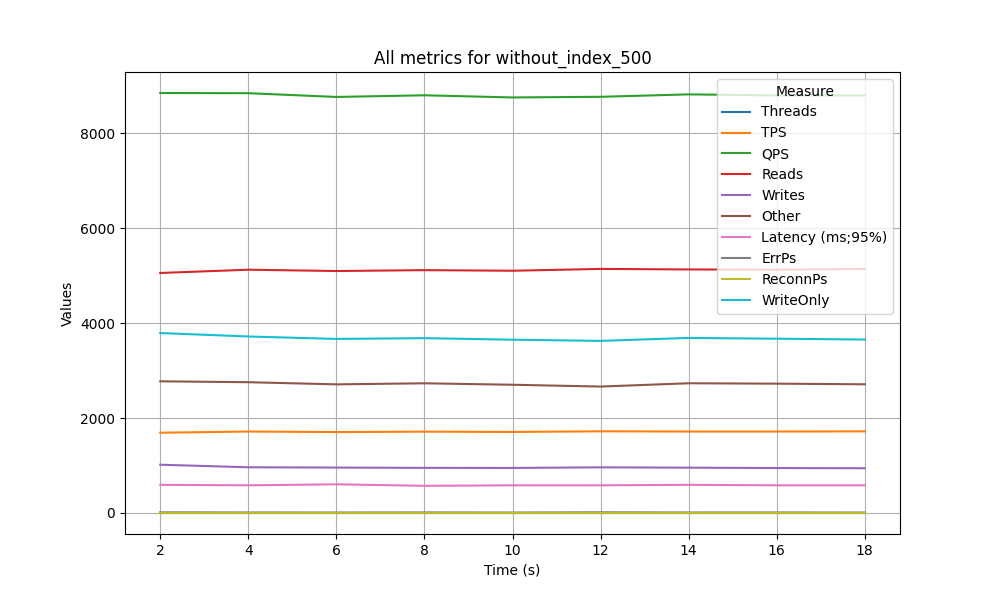 All metrics for without_index_500
Measure
Threads
TPS
QPS
Reads
Writes
Other
Latency (ms;95%)
ErrPs
ReconnPs
WriteOnly
8000
6000
4000
2000
0
Values
2 4 6 8 10 12 14 16 18
Time (s)